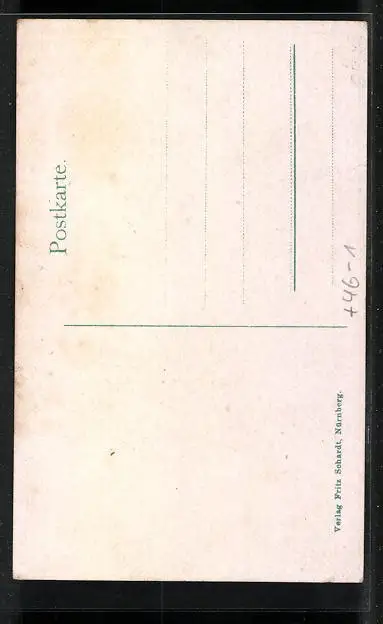 Postkarte.
+46-1
Verlag Fritz Schardt, Nürnberg.